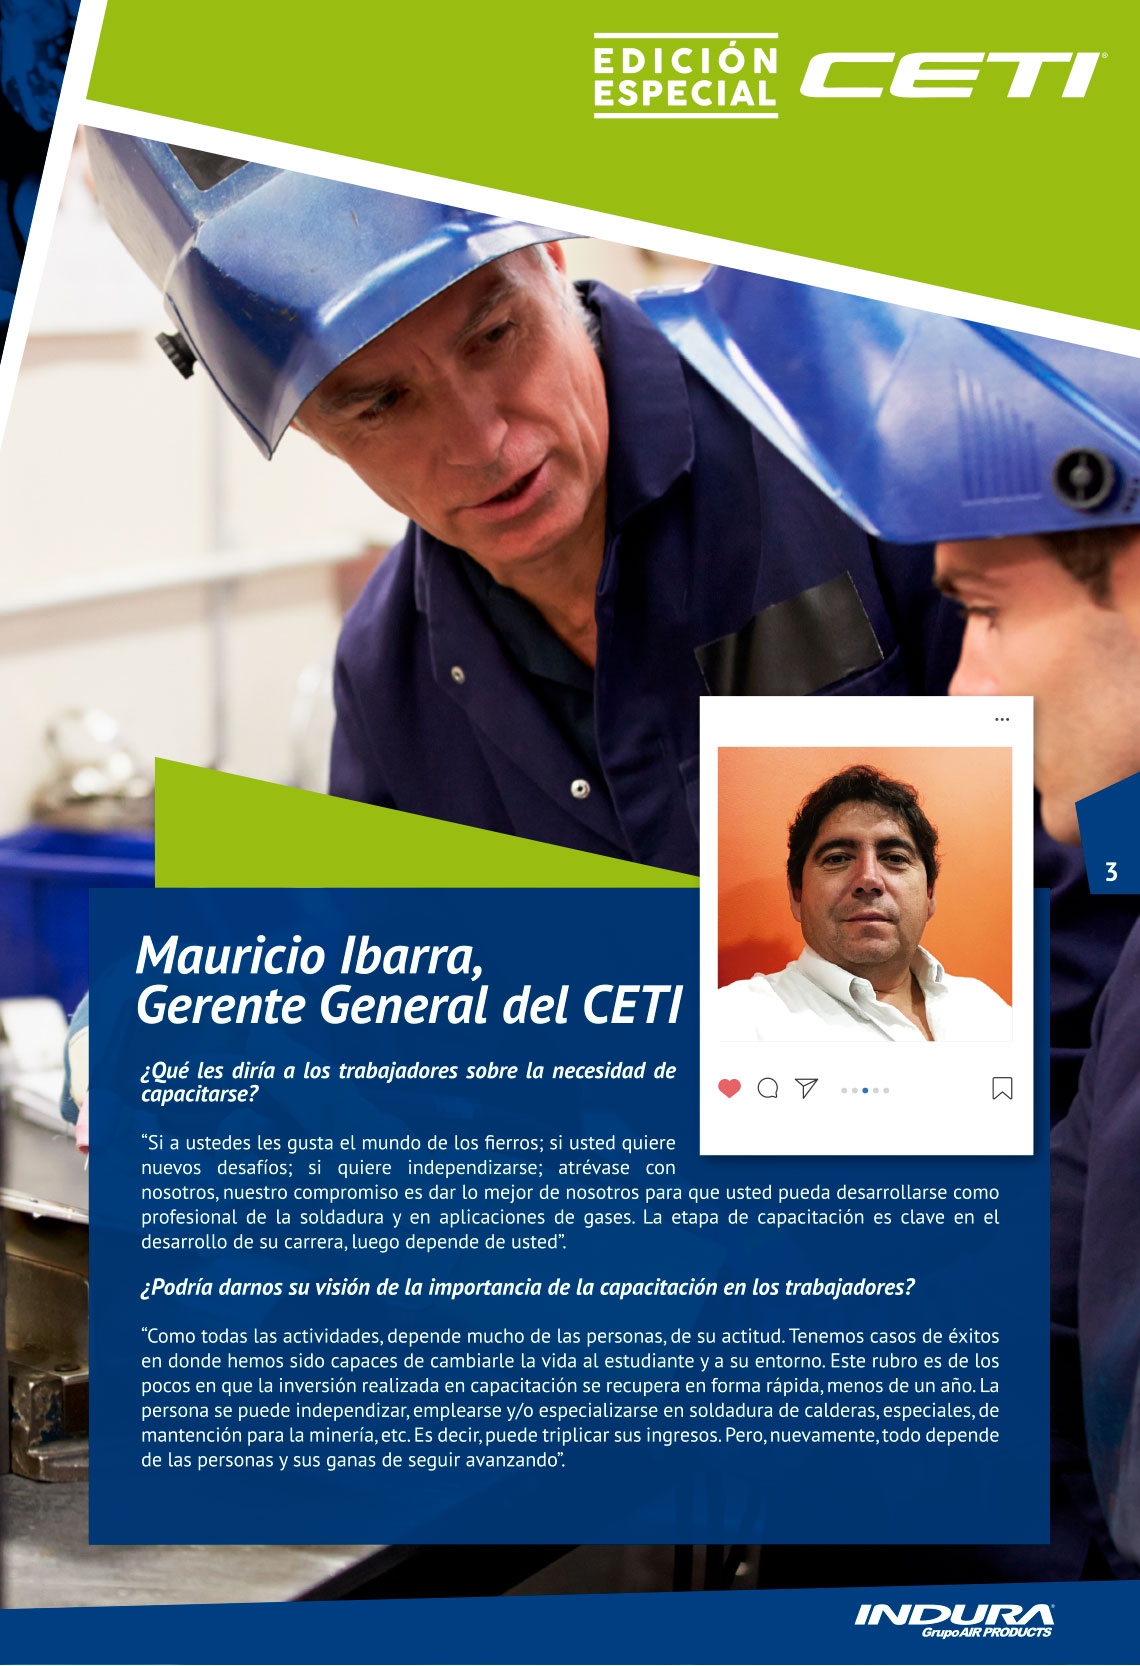 EDICIÓN
ESPECIAL
CETI®
3
Mauricio Ibarra,
Gerente General del CETI
¿Qué les diría a los trabajadores sobre la necesidad de
capacitarse?
“Si a ustedes les gusta el mundo de los fierros; si usted quiere
nuevos desafíos; si quiere independizarse; atrévase con
nosotros, nuestro compromiso es dar lo mejor de nosotros para que usted pueda desarrollarse como
profesional de la soldadura y en aplicaciones de gases. La etapa de capacitación es clave en el
desarrollo de su carrera, luego depende de usted”.
¿Podría darnos su visión de la importancia de la capacitación en los trabajadores?
“Como todas las actividades, depende mucho de las personas, de su actitud. Tenemos casos de éxitos
en donde hemos sido capaces de cambiarle la vida al estudiante y a su entorno. Este rubro es de los
pocos en que la inversión realizada en capacitación se recupera en forma rápida, menos de un año. La
persona se puede independizar, emplearse y/o especializarse en soldadura de calderas, especiales, de
mantención para la minería, etc. Es decir, puede triplicar sus ingresos. Pero, nuevamente, todo depende
de las personas y sus ganas de seguir avanzando”.
INDURA®
Grupo AIR PRODUCTS